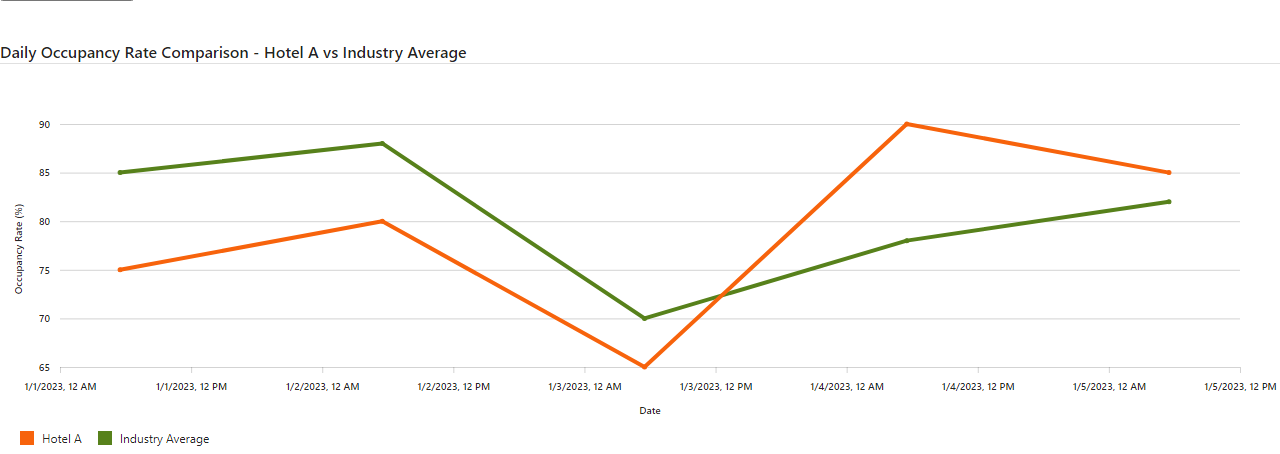 Daily Occupancy Rate Comparison - Hotel A vs Industry Average
90
85
80
75
70
65
Occupancy Rate (%)
1/1/2023, 12 AM 1/1/2023, 12 PM 1/2/2023, 12 AM 1/2/2023, 12 PM 1/3/2023, 12 AM 1/3/2023, 12 PM 1/4/2023, 12 AM 1/4/2023, 12 PM 1/5/2023, 12 AM 1/5/2023, 12 PM
Date
Hotel A Industry Average